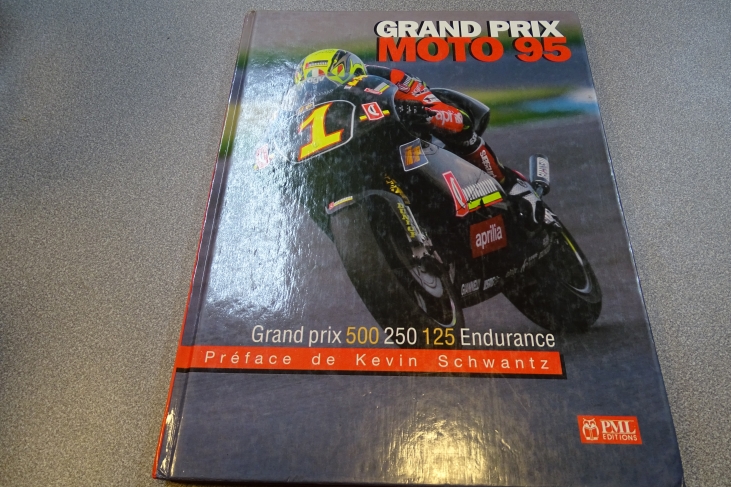 GRAND PRIX
MOTO 95
1
aprilia
aprilia
Grand prix 500 250 125 Endurance
Préface de Kevin Schwantz
PML
EDITIONS